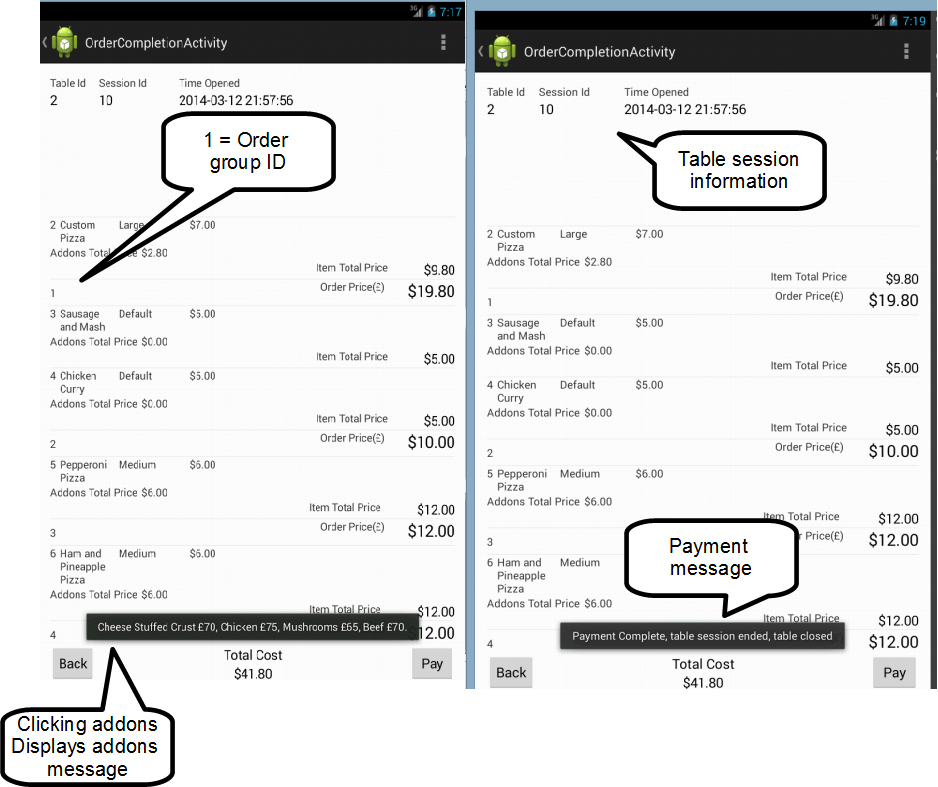 3G 7:17
OrderCompletionActivity
Table Id Session Id Time Opened
2 10 2014-03-12 21:57:56
1 = Order
group ID
2 Custom Large $7.00
Pizza
Addons Total Price $2.80
Item Total Price $9.80
Order Price(£) $19.80
1
3 Sausage Default $5.00
and Mash
Addons Total Price $0.00
Item Total Price $5.00
4 Chicken Default $5.00
Curry
Addons Total Price $0.00
Item Total Price $5.00
Order Price(£) $10.00
2
5 Pepperoni Medium $6.00
Pizza
Addons Total Price $6.00
Item Total Price $12.00
Order Price(£) $12.00
3
6 Ham and Medium $6.00
Pineapple
Pizza
Addons Total Price $6.00
Item Total Price $12.00
Cheese Stuffed Crust £70, Chicken £75, Mushrooms £65, Beef £70.
4 12.00
Back Total Cost Pay
$41.80
Clicking addons
Displays addons
message
3G 7:19
OrderCompletionActivity
Table Id Session Id Time Opened
2 10 2014-03-12 21:57:56
Table session
information
2 Custom Large $7.00
Pizza
Addons Total Price $2.80
Item Total Price $9.80
Order Price(£) $19.80
1
3 Sausage Default $5.00
and Mash
Addons Total Price $0.00
Item Total Price $5.00
4 Chicken Default $5.00
Curry
Addons Total Price $0.00
Item Total Price $5.00
Order Price(£) $10.00
2
5 Pepperoni Medium $6.00
Pizza
Addons Total Price $6.00
Item Total Price $12.00
Price(£) $12.00
3
Payment
message
6 Ham and Medium
Pineapple
Pizza
Addons Total Price $6.00
Item Total Price $12.00
Payment Complete, table session ended, table closed
4 $12.00
Back Total Cost Pay
$41.80